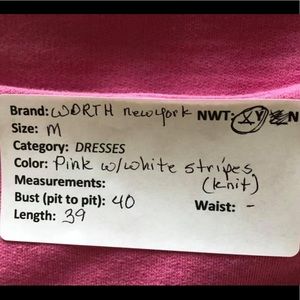 Brand: WORTH new york NWT: Y N
Size: M
Category: DRESSES
Color: Pink w/white stripes
Measurements: (knit)
Bust (pit to pit): 40 Waist: -
Length: 39